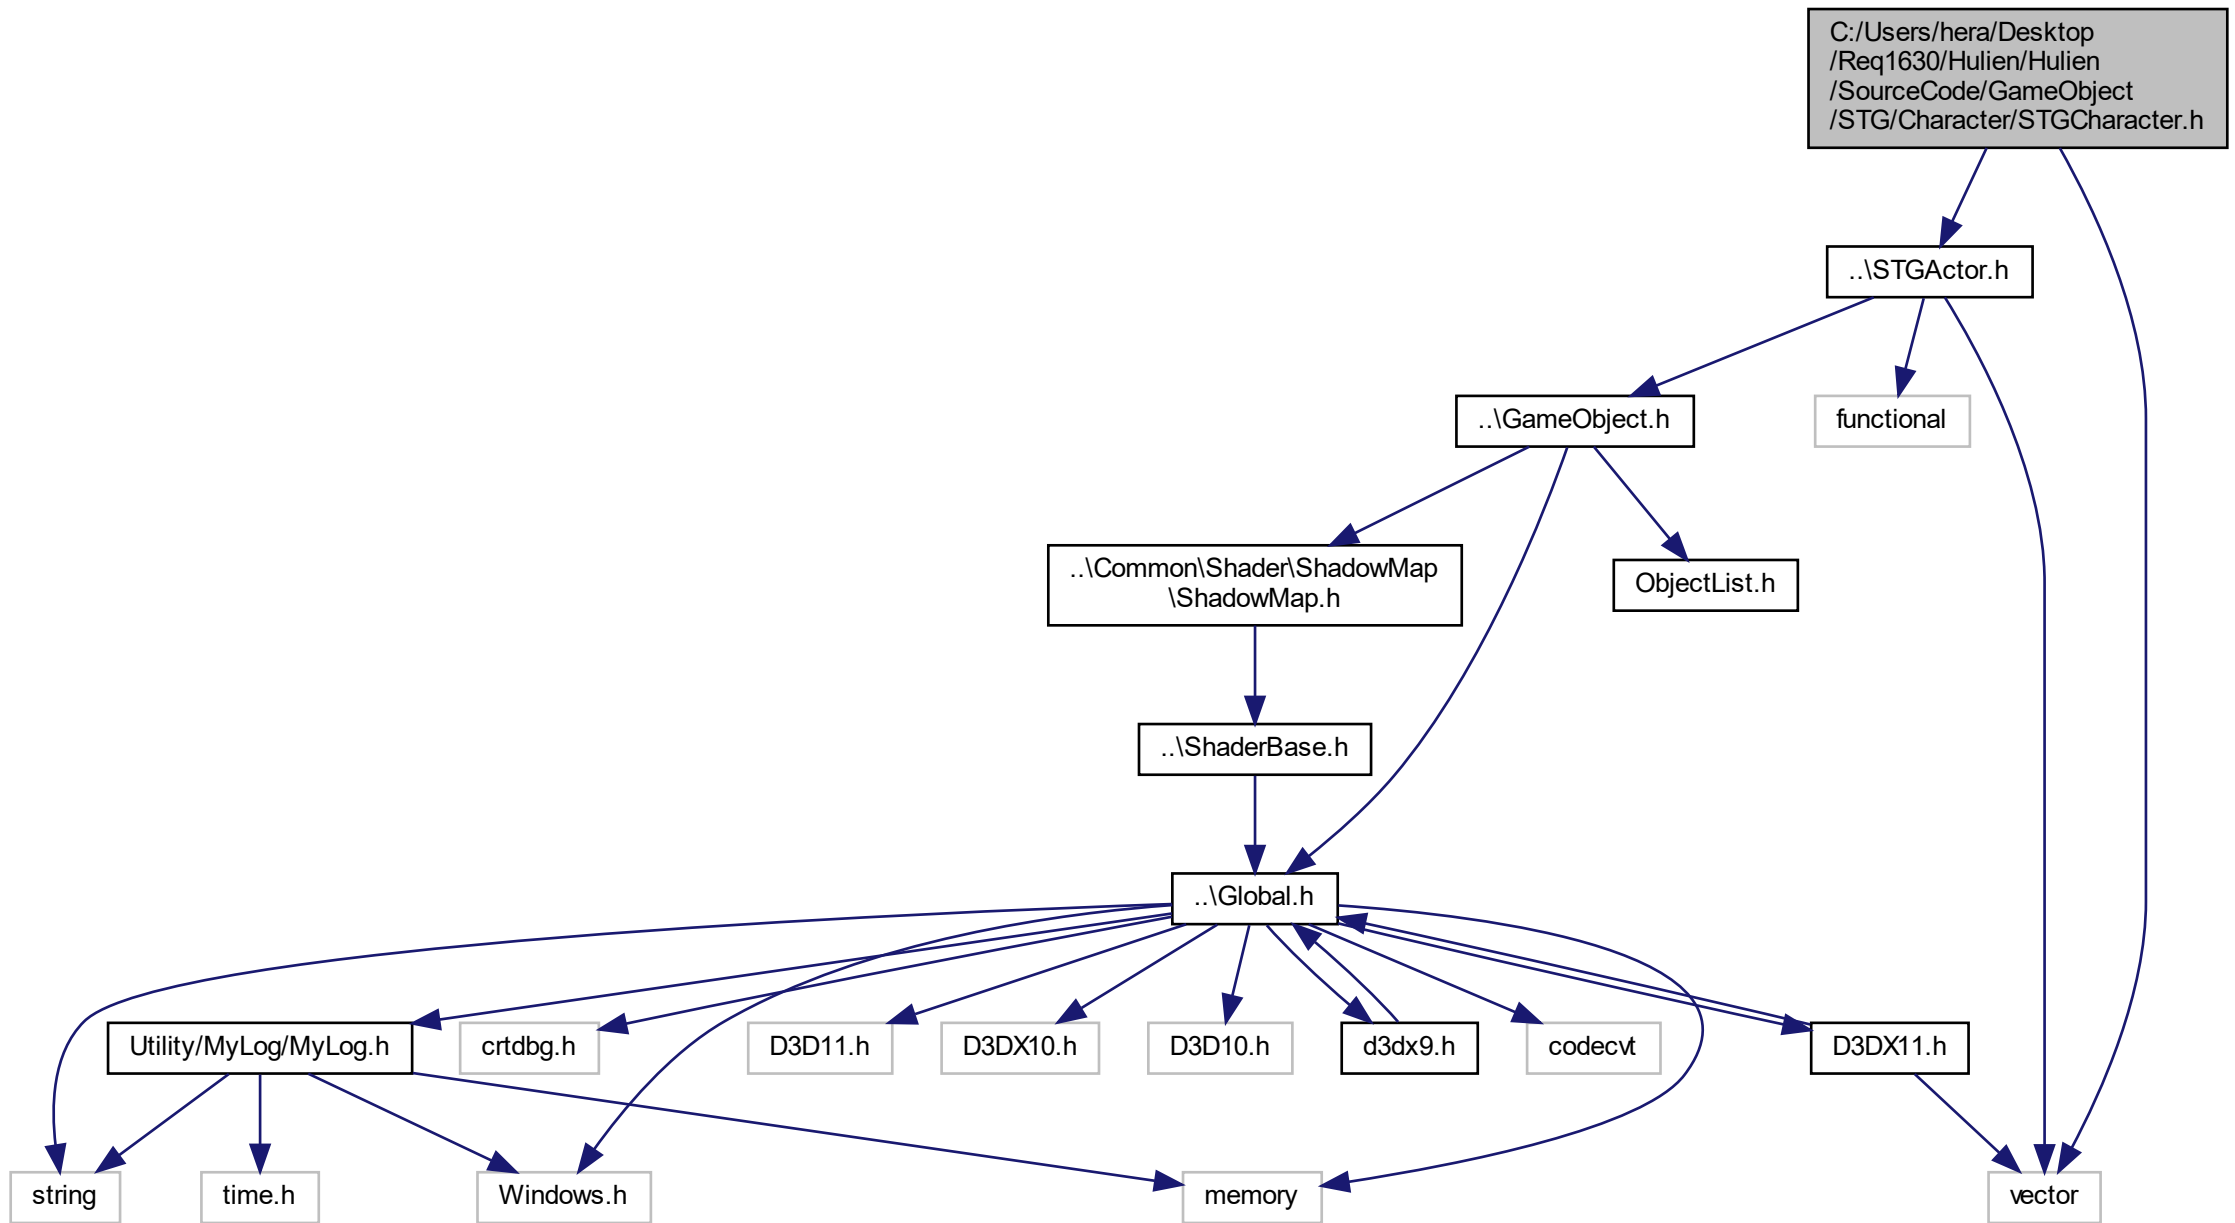 C:/Users/hera/Desktop
/Req1630/Hulien/Hulien
/SourceCode/GameObject
/STG/Character/STGCharacter.h
..\STGActor.h
..\GameObject.h
functional
..\Common\Shader\ShadowMap
\ShadowMap.h
ObjectList.h
..\ShaderBase.h
..\Global.h
Utility/MyLog/MyLog.h
crtdbg.h
D3D11.h
D3DX10.h
D3D10.h
d3dx9.h
codecvt
D3DX11.h
string
time.h
Windows.h
memory
vector